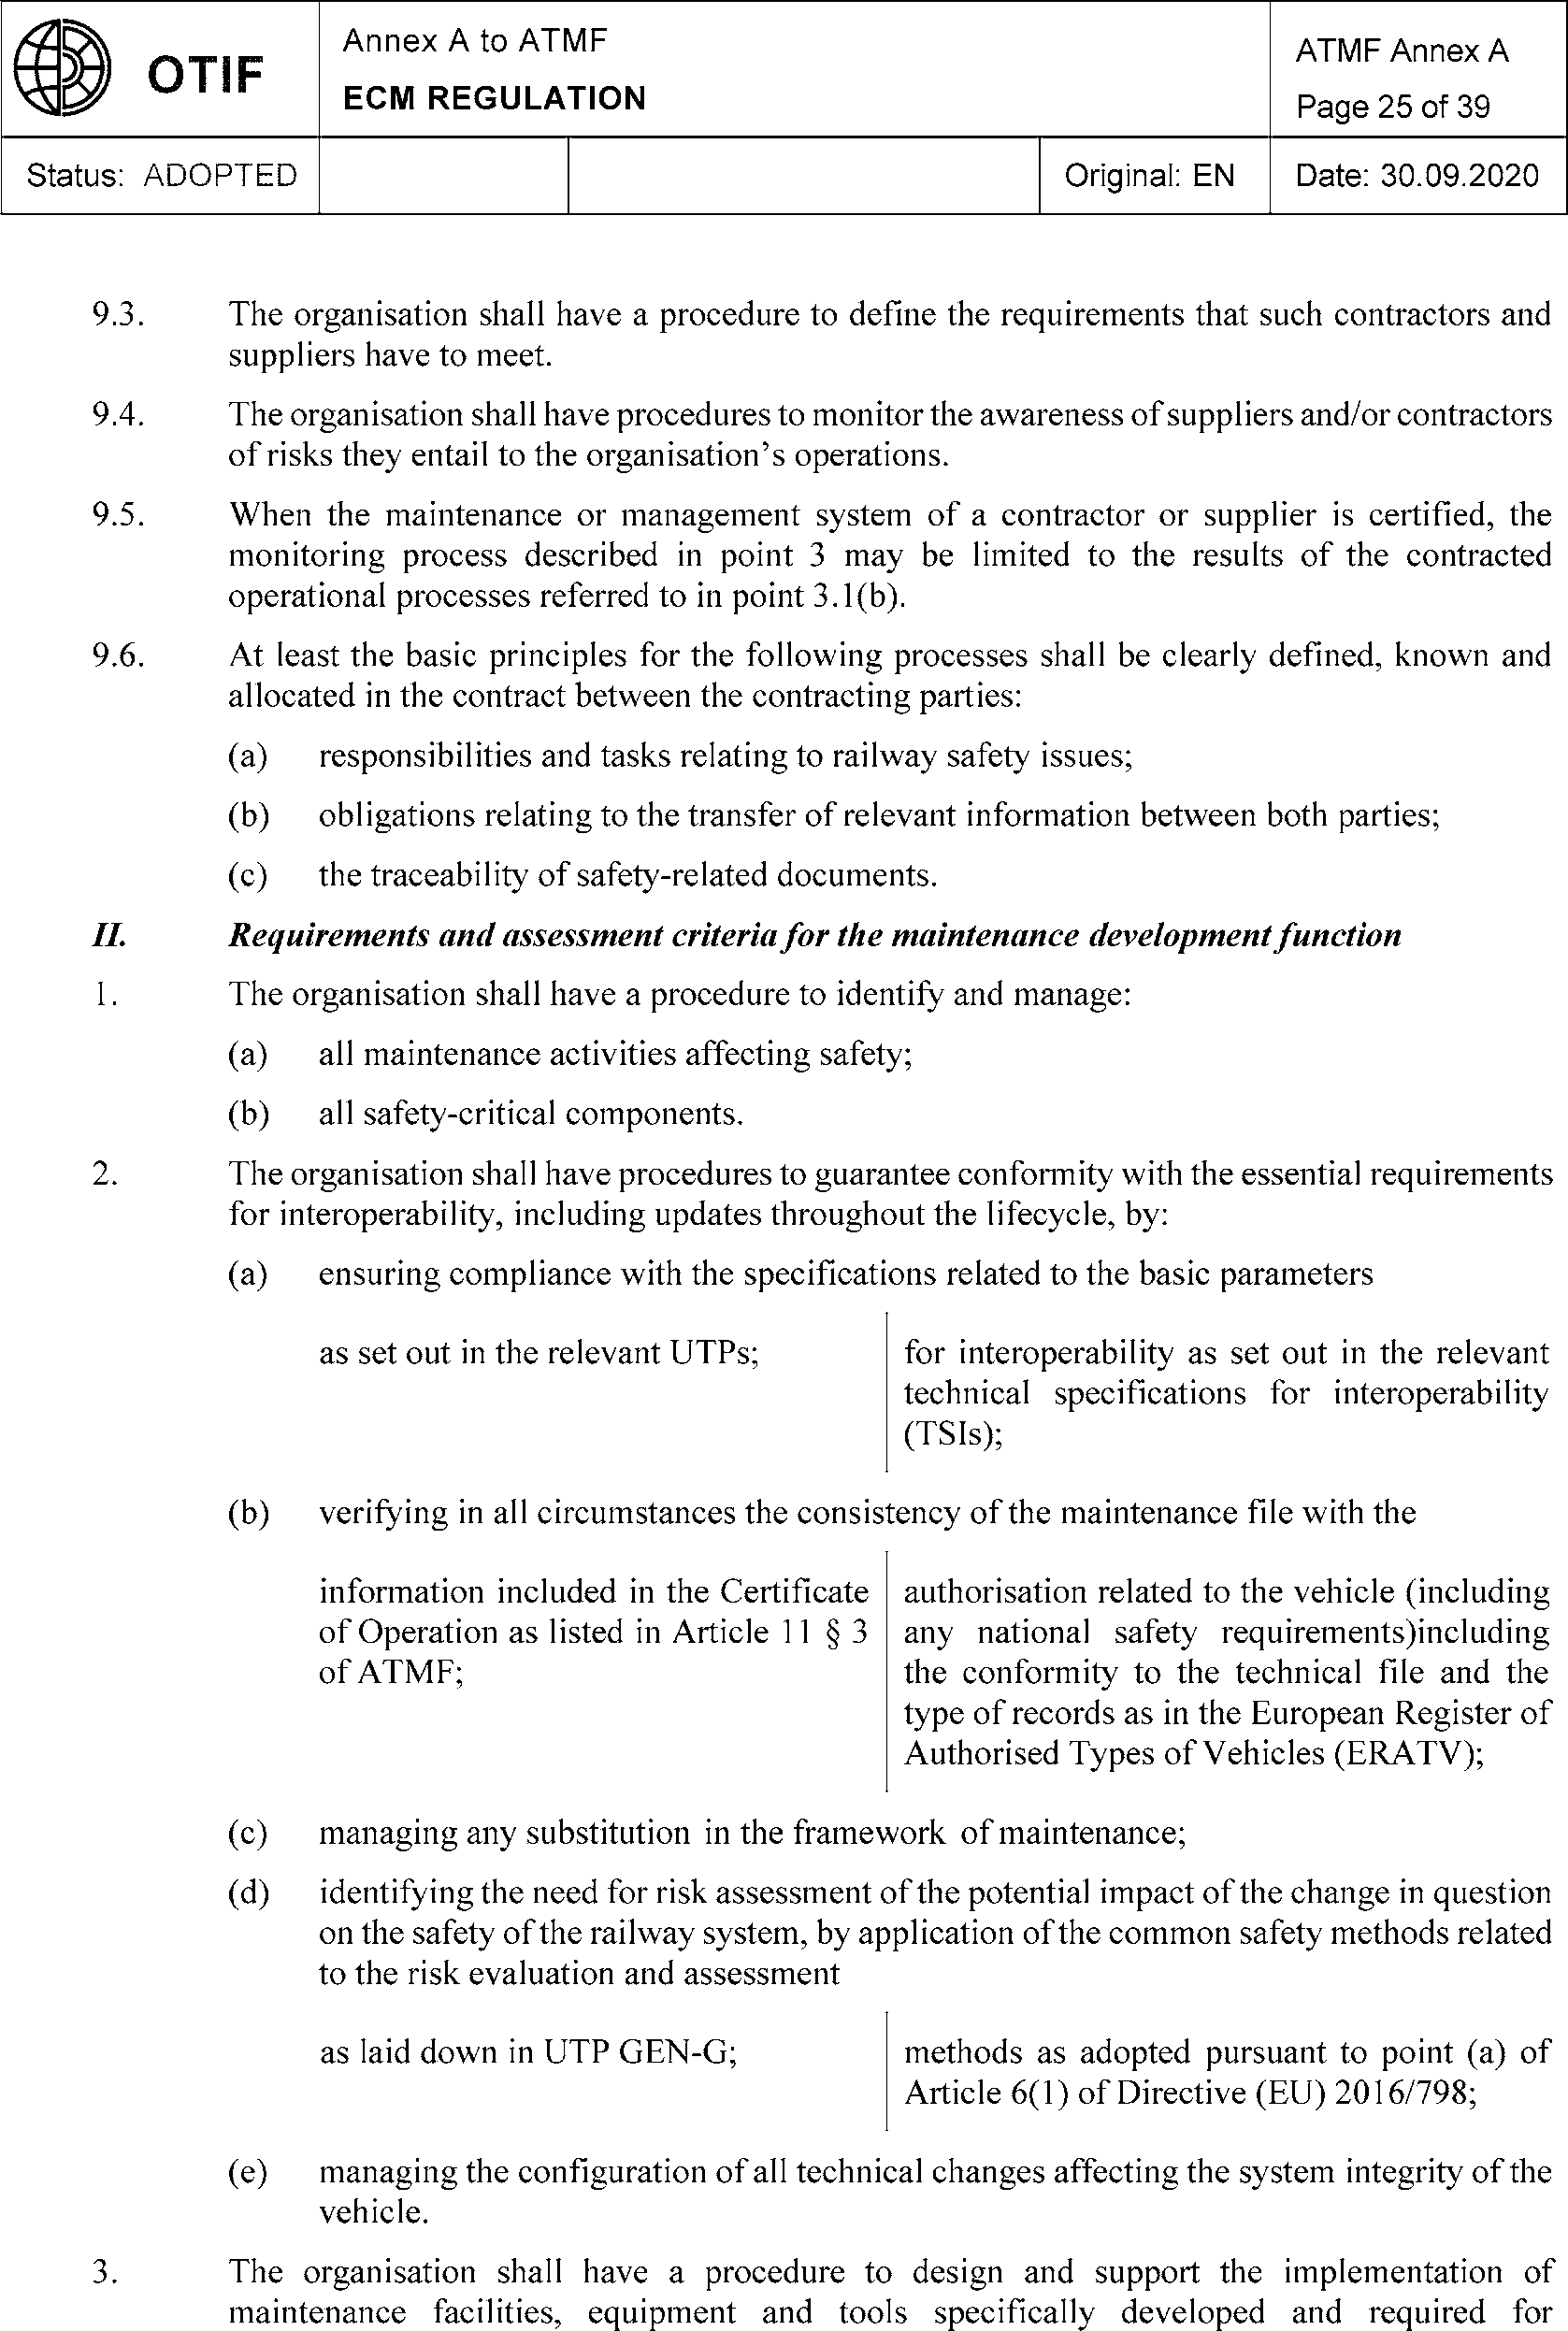 OTIF
Annex A to ATMF
ECM REGULATION
ATMF Annex A
Page 25 of 39
Status: ADOPTED
Original: EN
Date: 30.09.2020
9.3. The organisation shall have a procedure to define the requirements that such contractors and
suppliers have to meet.
9.4. The organisation shall have procedures to monitor the awareness of suppliers and/or contractors
of risks they entail to the organisation’s operations.
9.5. When the maintenance or management system of a contractor or supplier is certified, the
monitoring process described in point 3 may be limited to the results of the contracted
operational processes referred to in point 3.1(b).
9.6. At least the basic principles for the following processes shall be clearly defined, known and
allocated in the contract between the contracting parties:
(a) responsibilities and tasks relating to railway safety issues;
(b) obligations relating to the transfer of relevant information between both parties;
(c) the traceability of safety-related documents.
II. Requirements and assessment criteria for the maintenance development function
1. The organisation shall have a procedure to identify and manage:
(a) all maintenance activities affecting safety;
(b) all safety-critical components.
2. The organisation shall have procedures to guarantee conformity with the essential requirements
for interoperability, including updates throughout the lifecycle, by:
(a) ensuring compliance with the specifications related to the basic parameters
as set out in the relevant UTPs;
for interoperability as set out in the relevant
technical specifications for interoperability
(TSIs);
(b) verifying in all circumstances the consistency of the maintenance file with the
information included in the Certificate
of Operation as listed in Article 11 § 3
of ATMF;
authorisation related to the vehicle (including
any national safety requirements)including
the conformity to the technical file and the
type of records as in the European Register of
Authorised Types of Vehicles (ERATV);
(c) managing any substitution in the framework of maintenance;
(d) identifying the need for risk assessment of the potential impact of the change in question
on the safety of the railway system, by application of the common safety methods related
to the risk evaluation and assessment
as laid down in UTP GEN-G;
methods as adopted pursuant to point (a) of
Article 6(1) of Directive (EU) 2016/798;
(e) managing the configuration of all technical changes affecting the system integrity of the
vehicle.
3. The organisation shall have a procedure to design and support the implementation of
maintenance facilities, equipment and tools specifically developed and required for